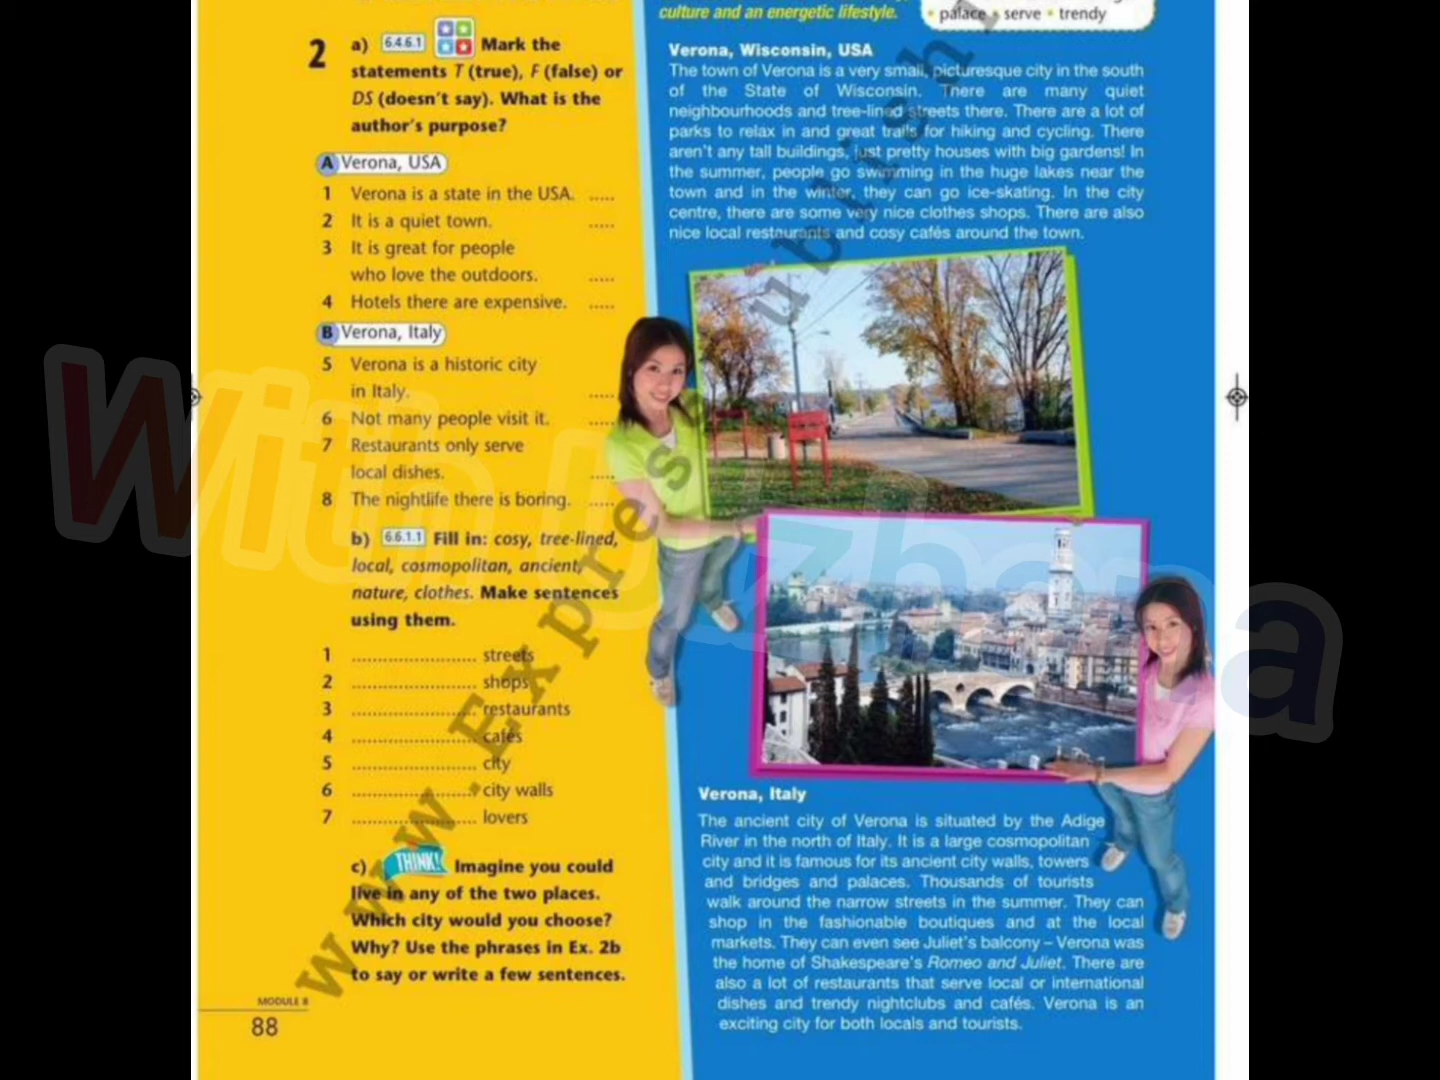 culture and an energetic lifestyle.
• palace • serve • trendy
2 a) 6.4.6.1 Mark the
statements T (true), F (false) or
DS (doesn't say). What is the
author's purpose?
A Verona, USA
1 Verona is a state in the USA. .....
2 It is a quiet town. .....
3 It is great for people
who love the outdoors. .....
4 Hotels there are expensive. .....
B Verona, Italy
5 Verona is a historic city
in Italy. .....
6 Not many people visit it. .....
7 Restaurants only serve
local dishes. .....
8 The nightlife there is boring. .....
b) 6.6.1.1 Fill in: cosy, tree-lined,
local, cosmopolitan, ancient,
nature, clothes. Make sentences
using them.
1 ........................ streets
2 ........................ shops
3 ........................ restaurants
4 ........................ cafés
5 ........................ city
6 ........................ city walls
7 ........................ lovers
c) THINK! Imagine you could
live in any of the two places.
Which city would you choose?
Why? Use the phrases in Ex. 2b
to say or write a few sentences.
MODULE 8
88
Verona, Wisconsin, USA
The town of Verona is a very small, picturesque city in the south
of the State of Wisconsin. There are many quiet
neighbourhoods and tree-lined streets there. There are a lot of
parks to relax in and great trails for hiking and cycling. There
aren't any tall buildings, just pretty houses with big gardens! In
the summer, people go swimming in the huge lakes near the
town and in the winter, they can go ice-skating. In the city
centre, there are some very nice clothes shops. There are also
nice local restaurants and cosy cafés around the town.
Verona, Italy
The ancient city of Verona is situated by the Adige
River in the north of Italy. It is a large cosmopolitan
city and it is famous for its ancient city walls, towers
and bridges and palaces. Thousands of tourists
walk around the narrow streets in the summer. They can
shop in the fashionable boutiques and at the local
markets. They can even see Juliet's balcony – Verona was
the home of Shakespeare's Romeo and Juliet. There are
also a lot of restaurants that serve local or international
dishes and trendy nightclubs and cafés. Verona is an
exciting city for both locals and tourists.
www.Express Publish